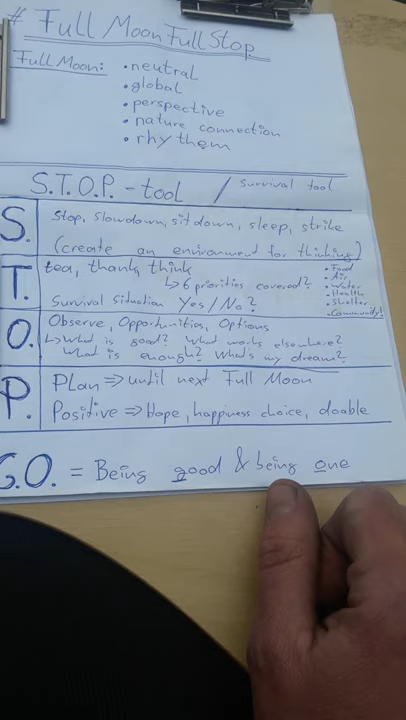 # Full Moon Full Stop
Full Moon: • neutral
• global
• perspective
• nature connection
• rhythem
S.T.O.P. - tool / survival tool
S. Stop, slowdown, sit down, sleep, strike
(create an environment for thinking)
T. tea, thank, think
↳ 6 priorities covered?
Survival Situation Yes/No?
• Food
• Air
• Water
• Health
• Shelter
• Community!
O. Observe, Opportunities, Options
↳ What is good? What works elsewhere?
What is enough? What's my dream?
P. Plan ⇒ until next Full Moon
Positive ⇒ Hope, happiness choice, doable
G.O. = Being good & being one